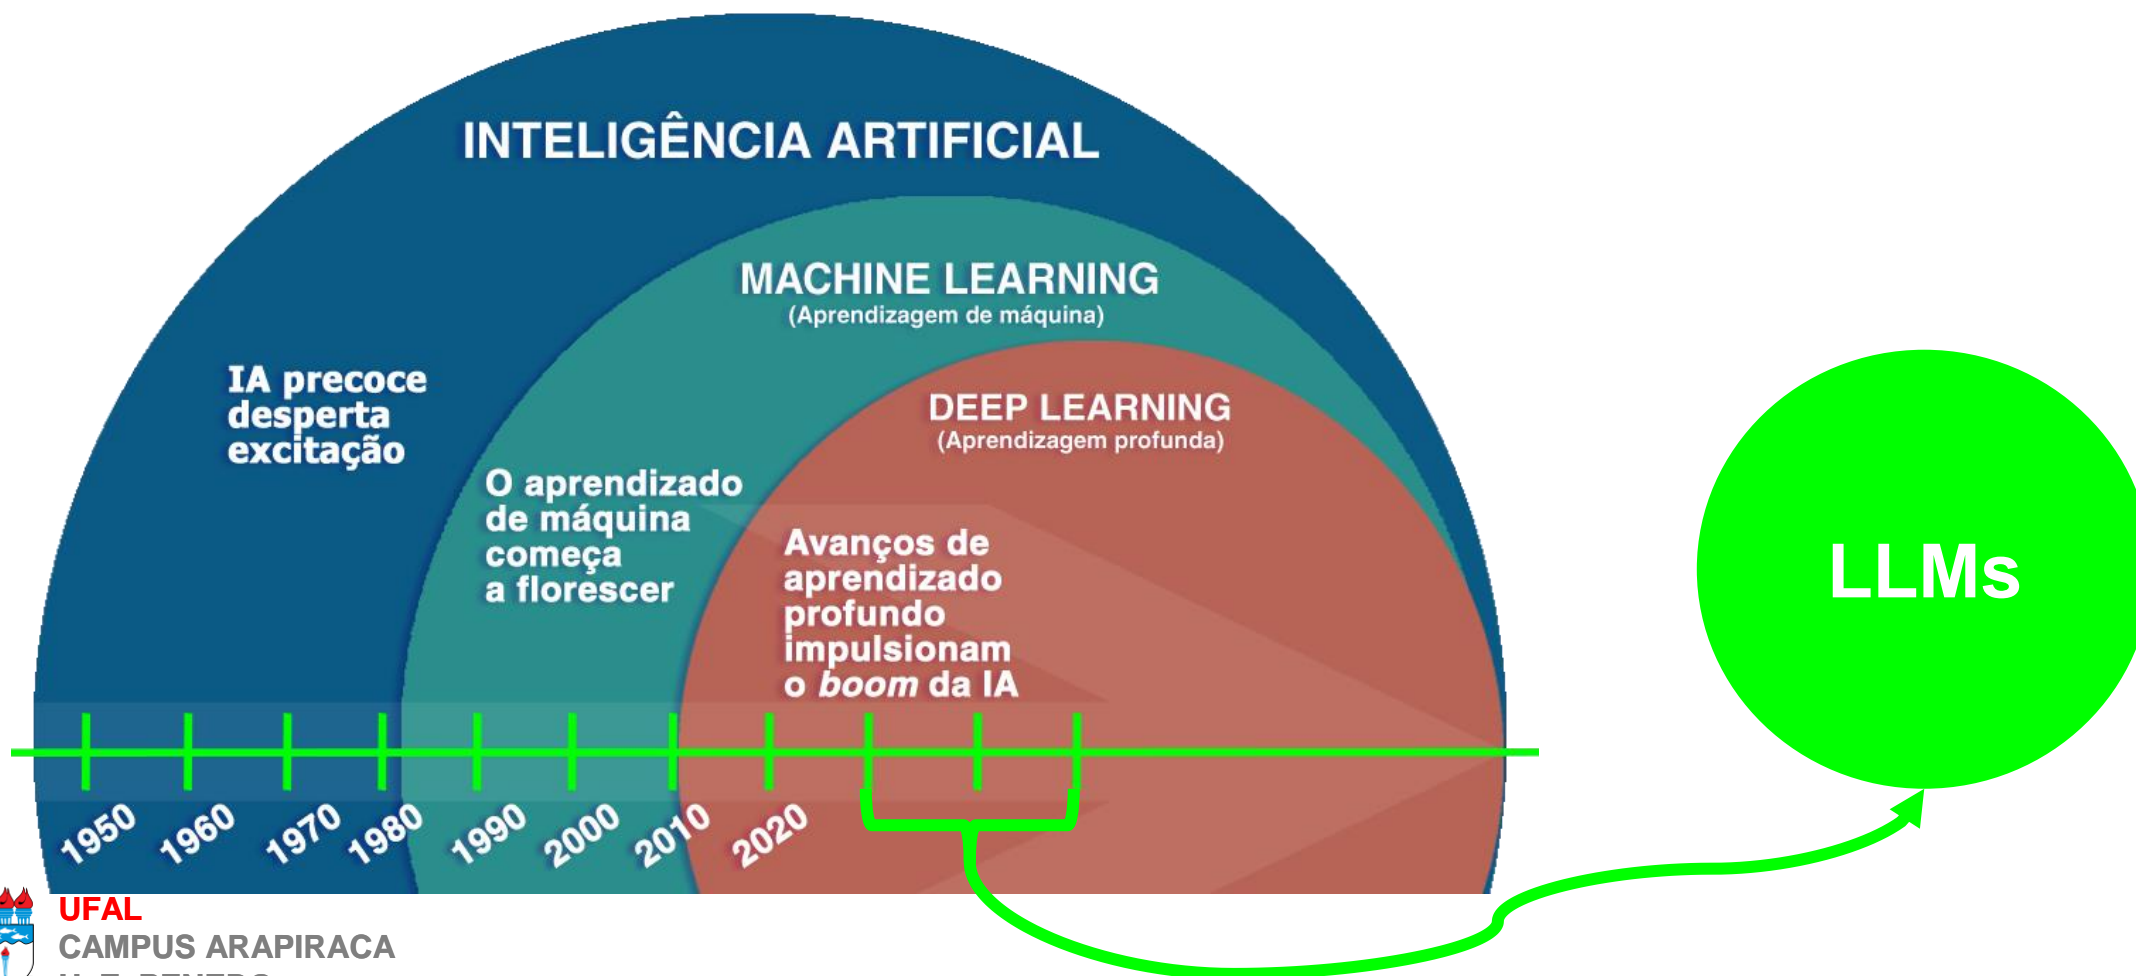 INTELIGÊNCIA ARTIFICIAL
MACHINE LEARNING
(Aprendizagem de máquina)
DEEP LEARNING
(Aprendizagem profunda)
IA precoce
desperta
excitação
O aprendizado
de máquina
começa
a florescer
Avanços de
aprendizado
profundo
impulsionam
o boom da IA
LLMs
1950
1960
1970
1980
1990
2000
2010
2020
UFAL
CAMPUS ARAPIRACA